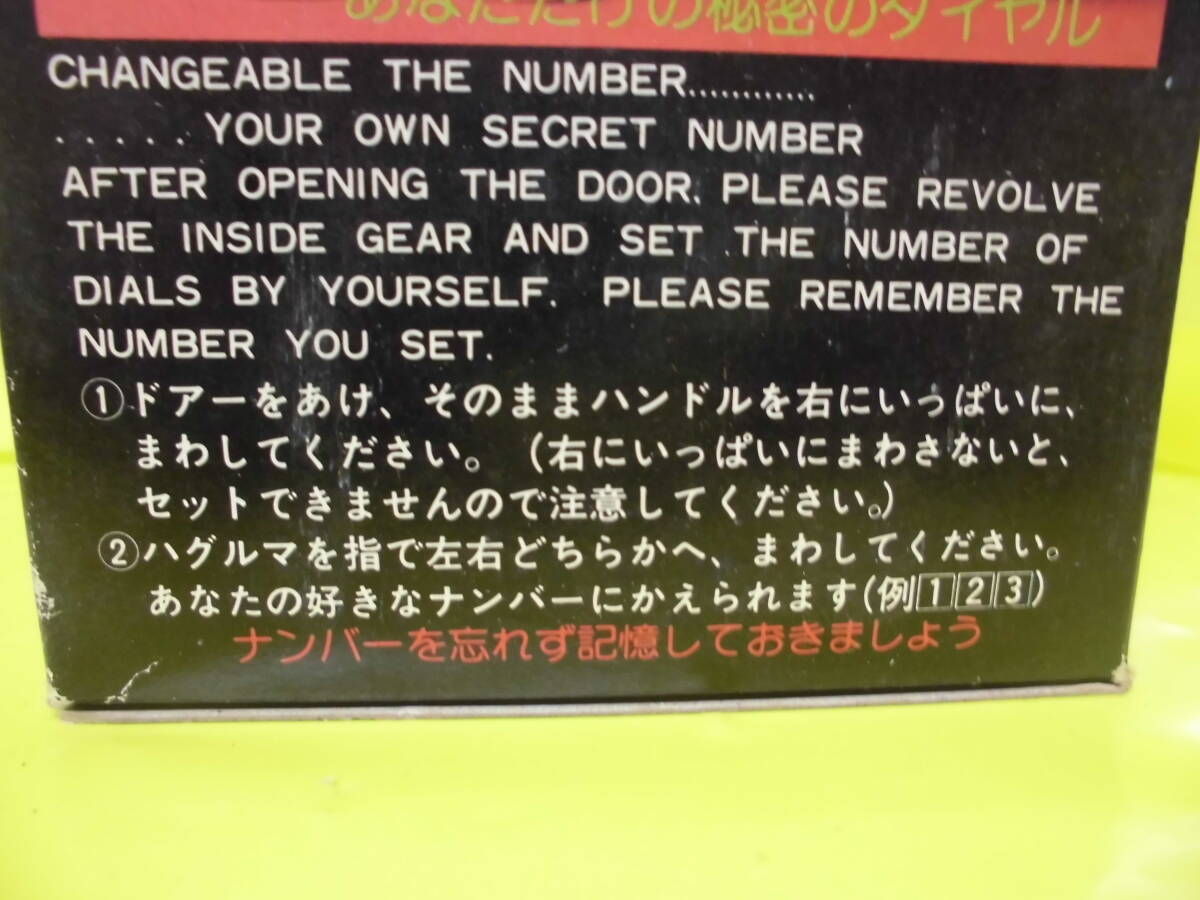 あなただけの秘密のダイヤル
CHANGEABLE THE NUMBER............
...... YOUR OWN SECRET NUMBER
AFTER OPENING THE DOOR. PLEASE REVOLVE
THE INSIDE GEAR AND SET THE NUMBER OF
DIALS BY YOURSELF. PLEASE REMEMBER THE
NUMBER YOU SET.
①ドアーをあけ、そのままハンドルを右にいっぱいに、
まわしてください。(右にいっぱいにまわさないと、
セットできませんので注意してください。)
②ハグルマを指で左右どちらかへ、まわしてください。
あなたの好きなナンバーにかえられます(例123)
ナンバーを忘れず記憶しておきましよう